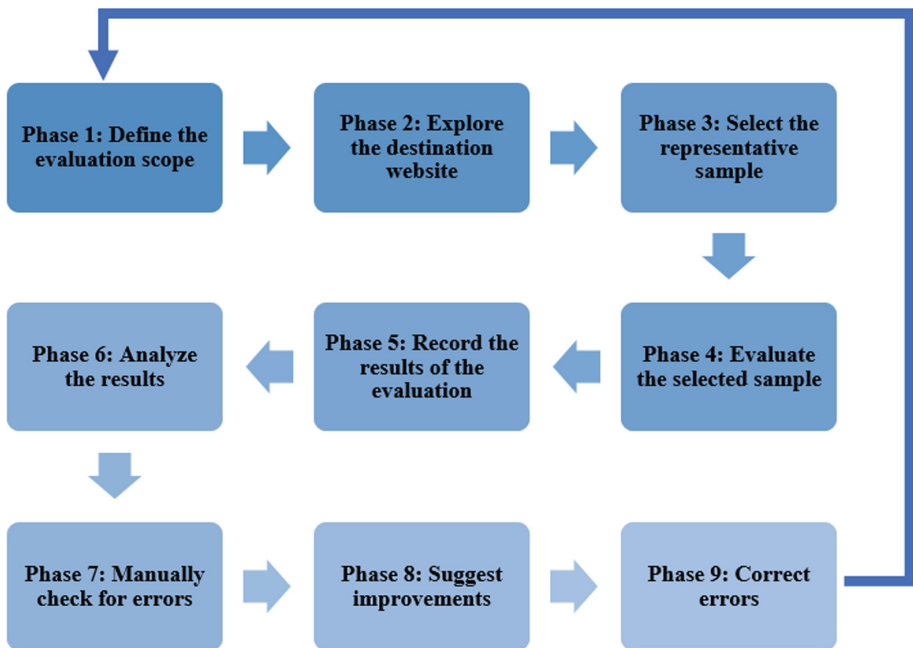 Phase 1: Define the
evaluation scope
Phase 2: Explore
the destination
website
Phase 3: Select the
representative
sample
Phase 4: Evaluate
the selected sample
Phase 5: Record the
results of the
evaluation
Phase 6: Analyze
the results
Phase 7: Manually
check for errors
Phase 8: Suggest
improvements
Phase 9: Correct
errors